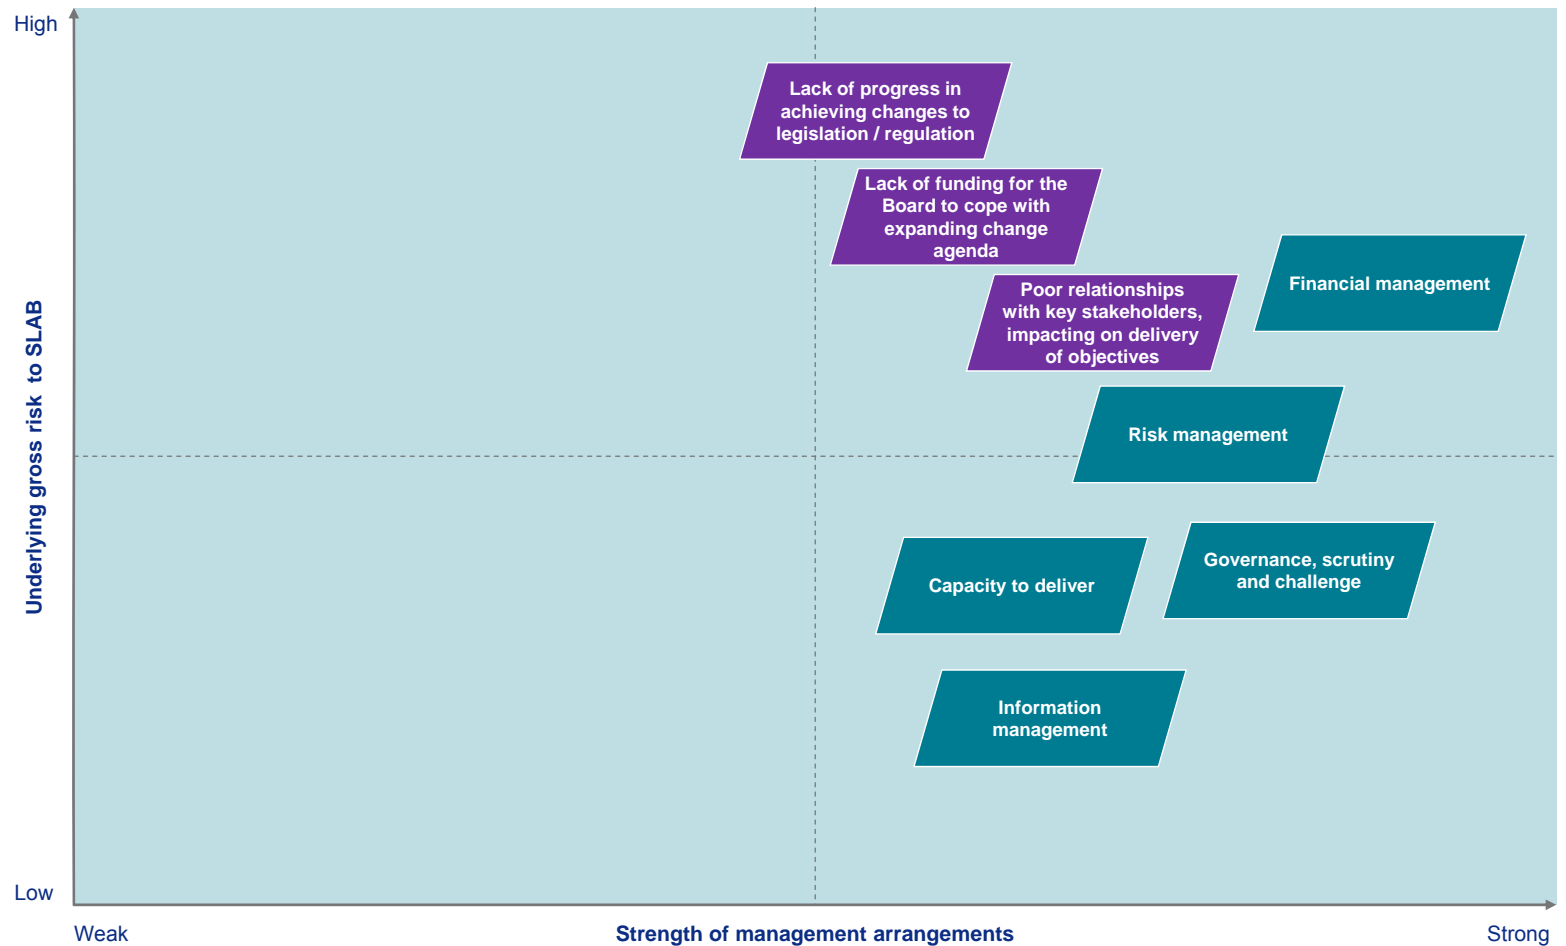 High
Lack of progress in
achieving changes to
legislation / regulation
Lack of funding for the
Board to cope with
expanding change
agenda
Poor relationships
with key stakeholders,
impacting on delivery
of objectives
Financial management
Risk management
Underlying gross risk to SLAB
Governance, scrutiny
and challenge
Capacity to deliver
Information
management
Low
Weak
Strength of management arrangements
Strong